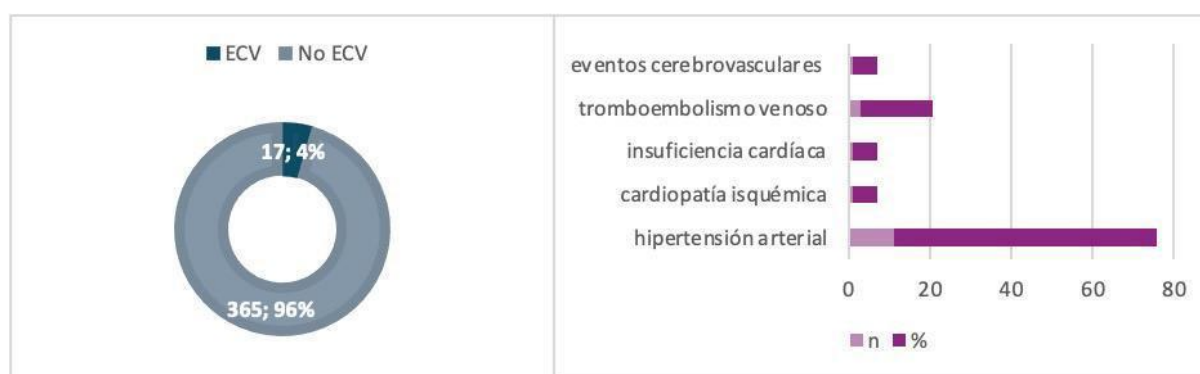 ECV No ECV
17; 4%
365; 96%
eventos cerebrovasculares
tromboembolismo venoso
insuficiencia cardíaca
cardiopatía isquémica
hipertensión arterial
0 20 40 60 80
n %